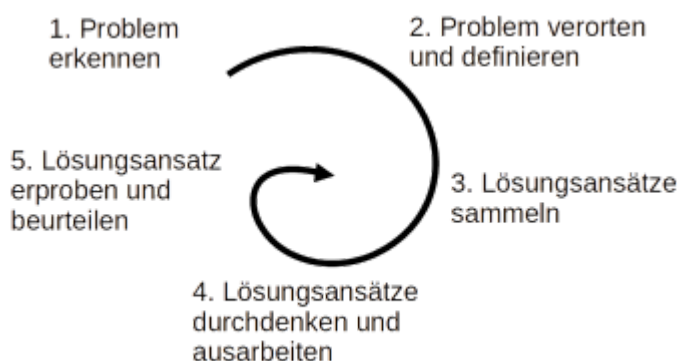 1. Problem
erkennen
2. Problem verorten
und definieren
3. Lösungsansätze
sammeln
4. Lösungsansätze
durchdenken und
ausarbeiten
5. Lösungsansatz
erproben und
beurteilen